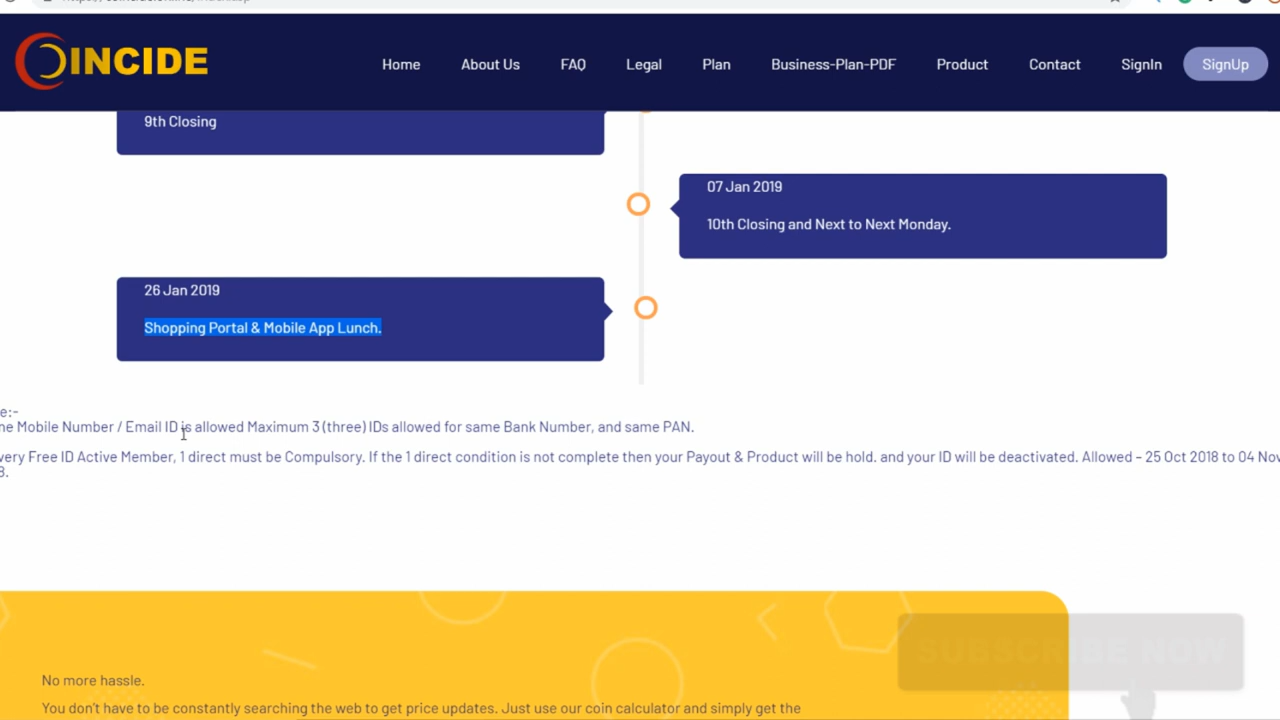 COINCIDE
Home About Us FAQ Legal Plan Business-Plan-PDF Product Contact SignIn SignUp
9th Closing
07 Jan 2019
10th Closing and Next to Next Monday.
26 Jan 2019
Shopping Portal & Mobile App Lunch.
e:-
ne Mobile Number / Email ID is allowed Maximum 3 (three) IDs allowed for same Bank Number, and same PAN.
very Free ID Active Member, 1 direct must be Compulsory. If the 1 direct condition is not complete then your Payout & Product will be hold. and your ID will be deactivated. Allowed - 25 Oct 2018 to 04 Nov
8.
SUBSCRIBE NOW
No more hassle.
You don't have to be constantly searching the web to get price updates. Just use our coin calculator and simply get the